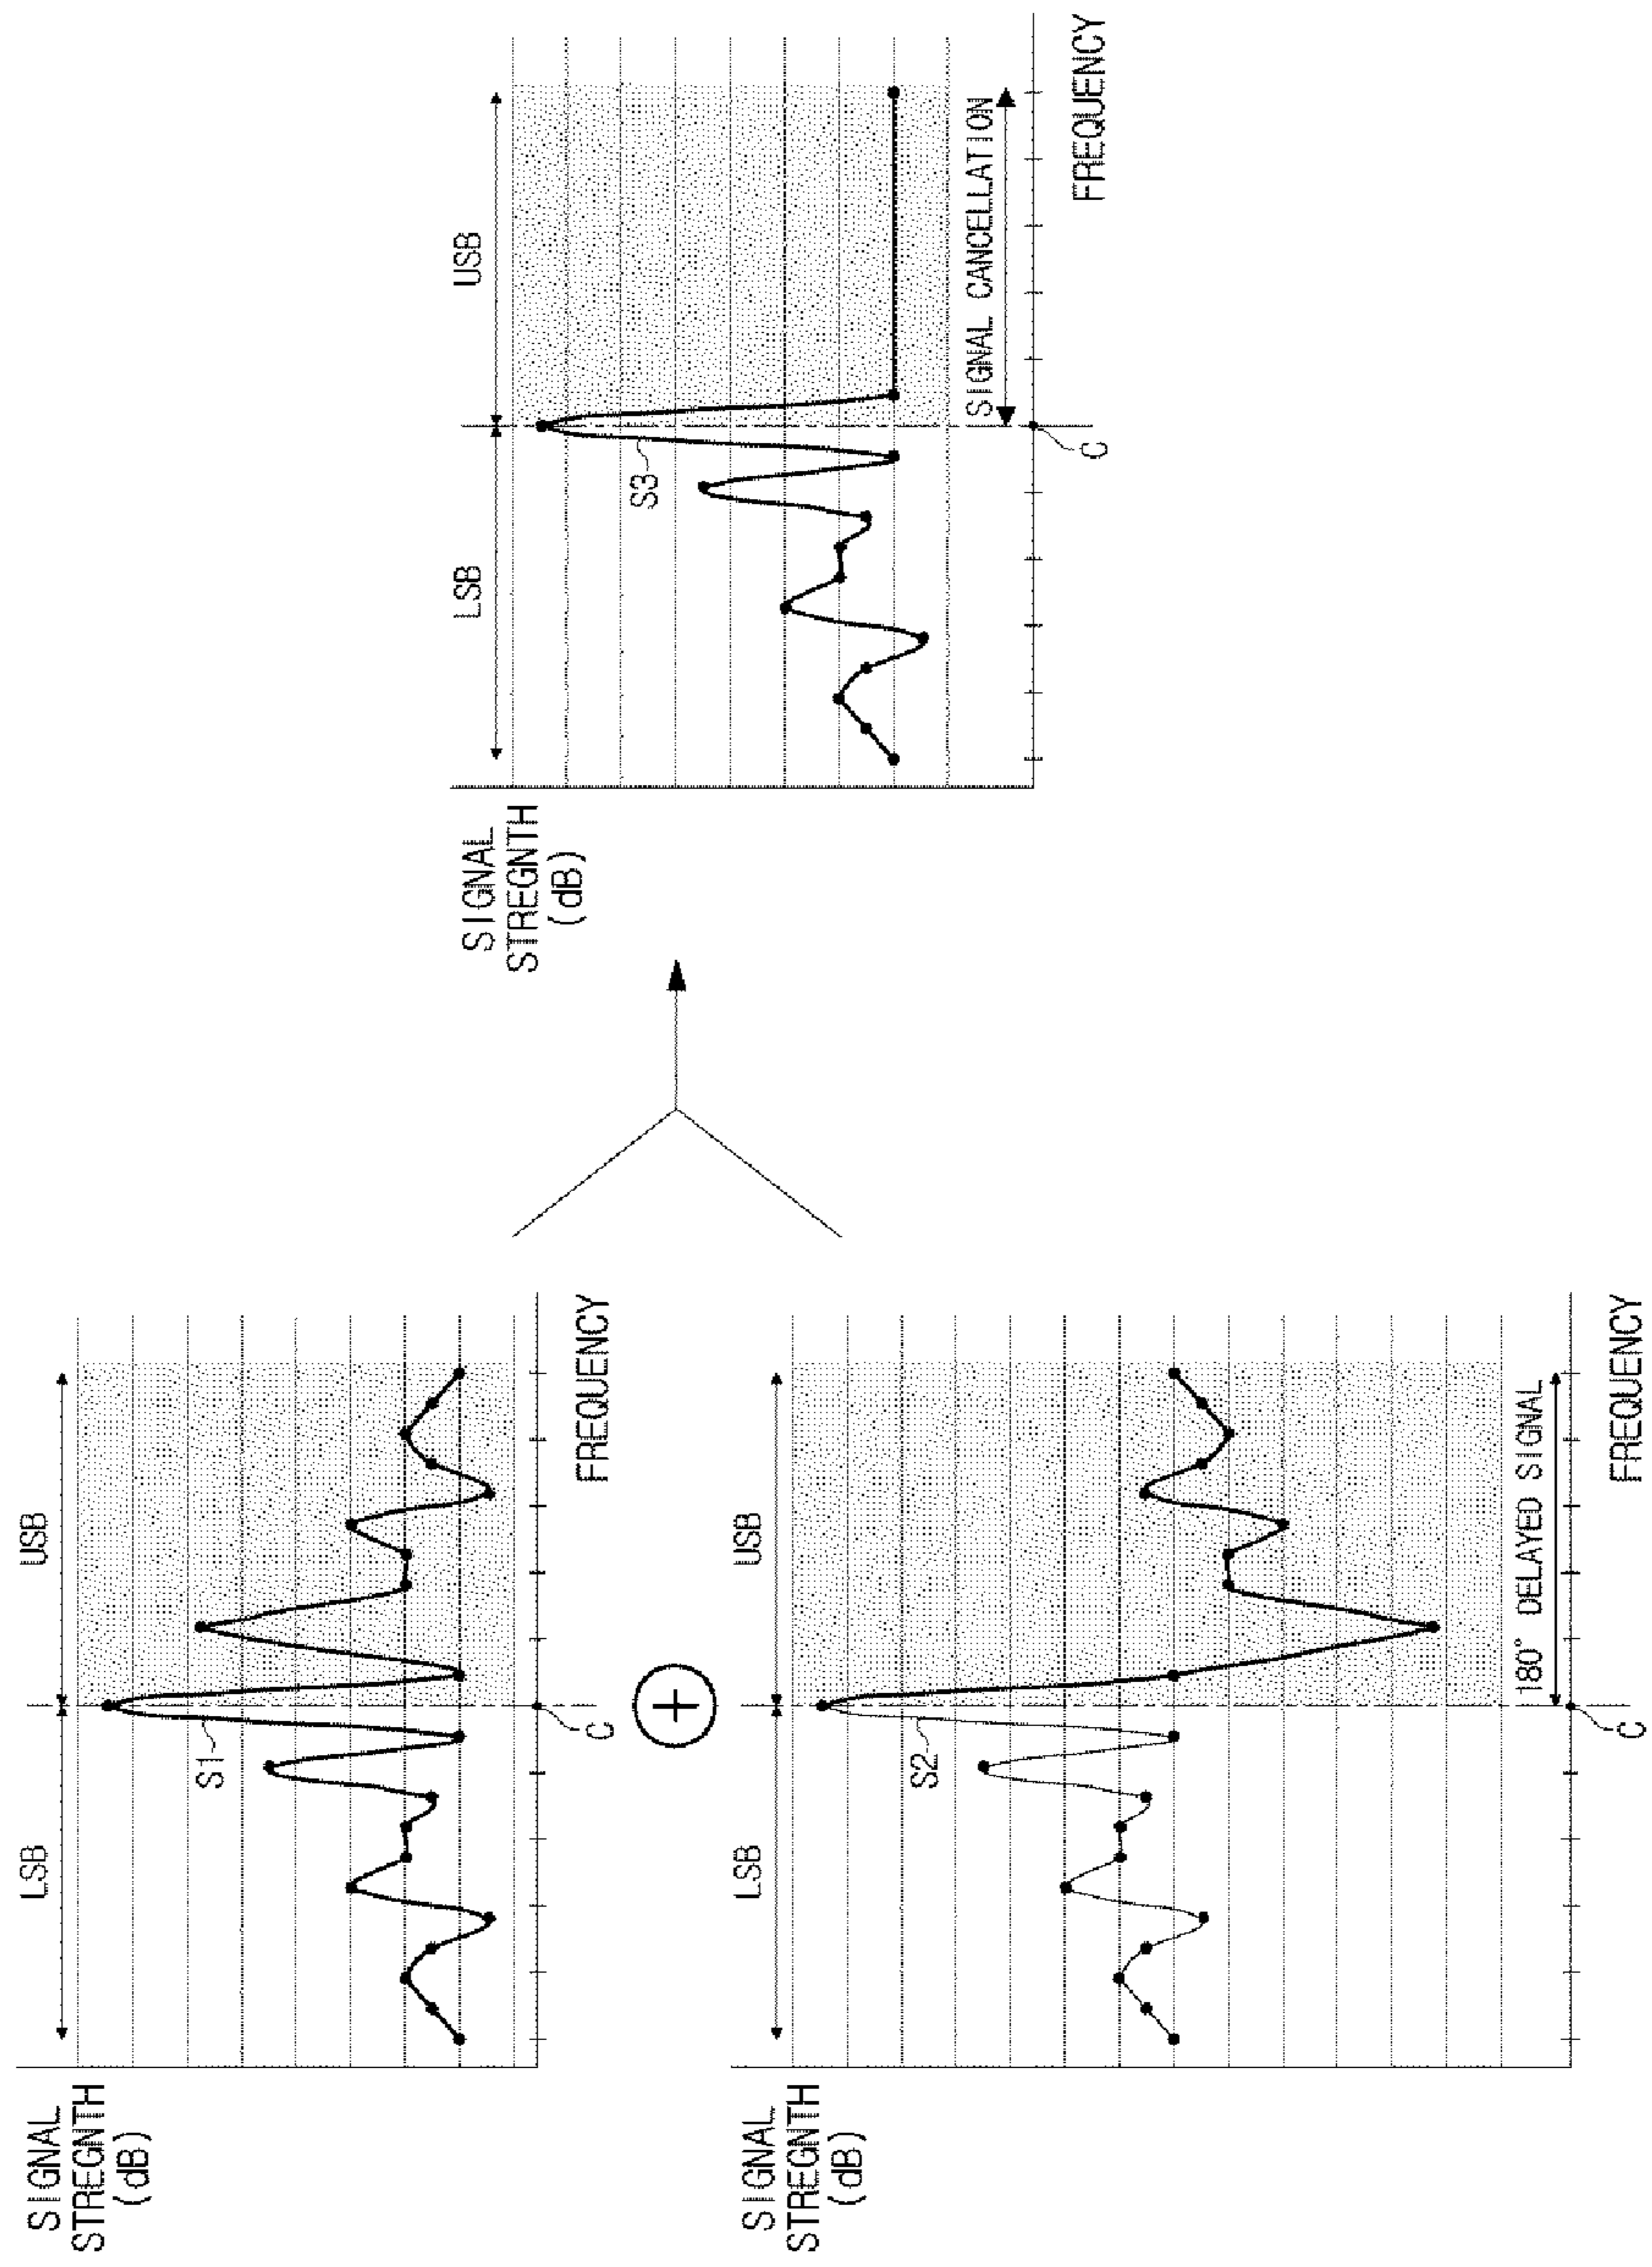 SIGNAL
STREGNTH
(dB)
LSB
USB
S1
C
FREQUENCY
SIGNAL
STREGNTH
(dB)
LSB
USB
S2
180° DELAYED SIGNAL
C
FREQUENCY
SIGNAL
STREGNTH
(dB)
LSB
USB
S3
SIGNAL CANCELLATION
C
FREQUENCY